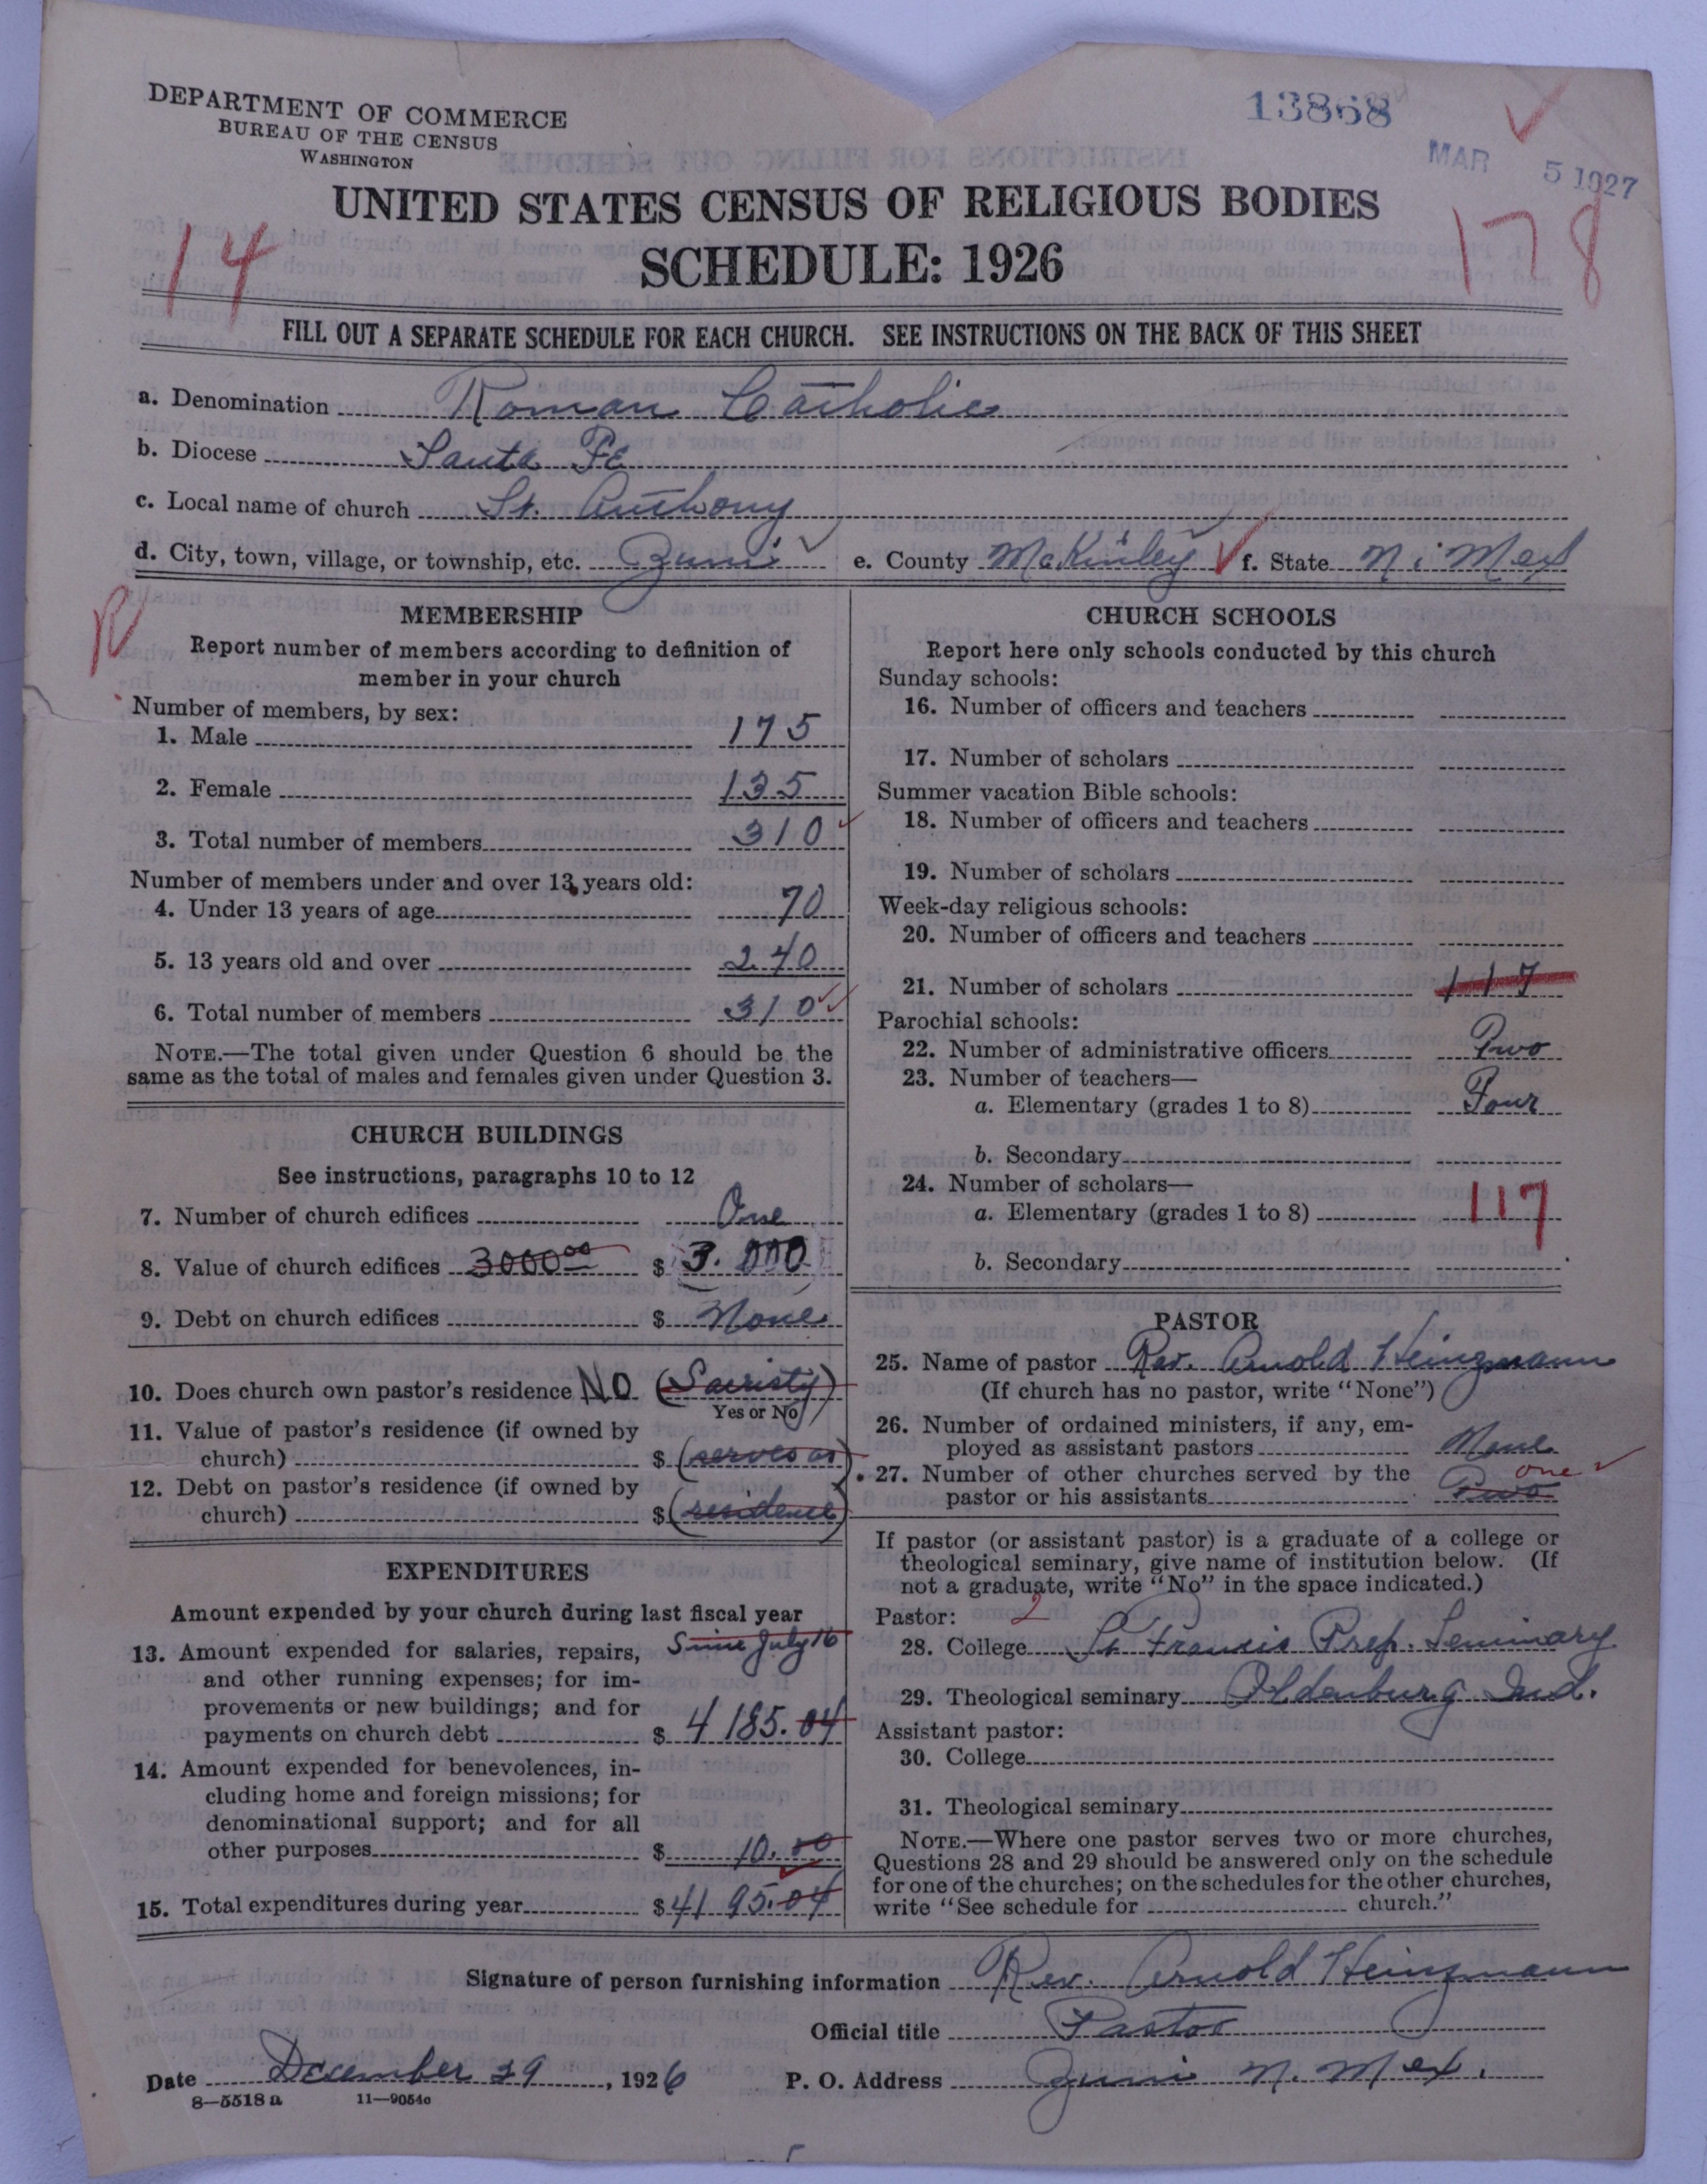 DEPARTMENT OF COMMERCE
BUREAU OF THE CENSUS
WASHINGTON
13868
MAR 5 1927
UNITED STATES CENSUS OF RELIGIOUS BODIES
SCHEDULE: 1926
14
178
FILL OUT A SEPARATE SCHEDULE FOR EACH CHURCH. SEE INSTRUCTIONS ON THE BACK OF THIS SHEET
a. Denomination Roman Catholic
b. Diocese Santa Fe
c. Local name of church St. Anthony
d. City, town, village, or township, etc. Zuni e. County McKinley f. State N. Mex
R
MEMBERSHIP
Report number of members according to definition of
member in your church
Number of members, by sex:
1. Male 175
2. Female 135
3. Total number of members 310
Number of members under and over 13 years old:
4. Under 13 years of age 70
5. 13 years old and over 240
6. Total number of members 310
NOTE.—The total given under Question 6 should be the
same as the total of males and females given under Question 3.
CHURCH BUILDINGS
See instructions, paragraphs 10 to 12
7. Number of church edifices One
8. Value of church edifices 3000.00 $ 3.000
9. Debt on church edifices $ None
10. Does church own pastor's residence NO (Sacristy)
Yes or No
11. Value of pastor's residence (if owned by
church) $ (serves as)
12. Debt on pastor's residence (if owned by
church) $ (residence)
EXPENDITURES
Amount expended by your church during last fiscal year
13. Amount expended for salaries, repairs, Since July 16
and other running expenses; for im-
provements or new buildings; and for
payments on church debt $ 4185.04
14. Amount expended for benevolences, in-
cluding home and foreign missions; for
denominational support; and for all
other purposes $ 10.00
15. Total expenditures during year $ 4195.04
CHURCH SCHOOLS
Report here only schools conducted by this church
Sunday schools:
16. Number of officers and teachers
17. Number of scholars
Summer vacation Bible schools:
18. Number of officers and teachers
19. Number of scholars
Week-day religious schools:
20. Number of officers and teachers
21. Number of scholars 117
Parochial schools:
22. Number of administrative officers Two
23. Number of teachers—
a. Elementary (grades 1 to 8) Four
b. Secondary
24. Number of scholars—
a. Elementary (grades 1 to 8) 117
b. Secondary
PASTOR
25. Name of pastor Rev. Arnold Heinzmann
(If church has no pastor, write "None")
26. Number of ordained ministers, if any, em-
ployed as assistant pastors None
27. Number of other churches served by the one
pastor or his assistants Two
If pastor (or assistant pastor) is a graduate of a college or
theological seminary, give name of institution below. (If
not a graduate, write "No" in the space indicated.)
Pastor: 2
28. College St Francis Prep. Seminary
29. Theological seminary Oldenburg Ind.
Assistant pastor:
30. College
31. Theological seminary
NOTE.—Where one pastor serves two or more churches,
Questions 28 and 29 should be answered only on the schedule
for one of the churches; on the schedules for the other churches,
write "See schedule for church."
Signature of person furnishing information Rev. Arnold Heinzmann
Official title Pastor
Date December 29, 1926 P. O. Address Zuni N. Mex.
8—5518 a 11—9054c